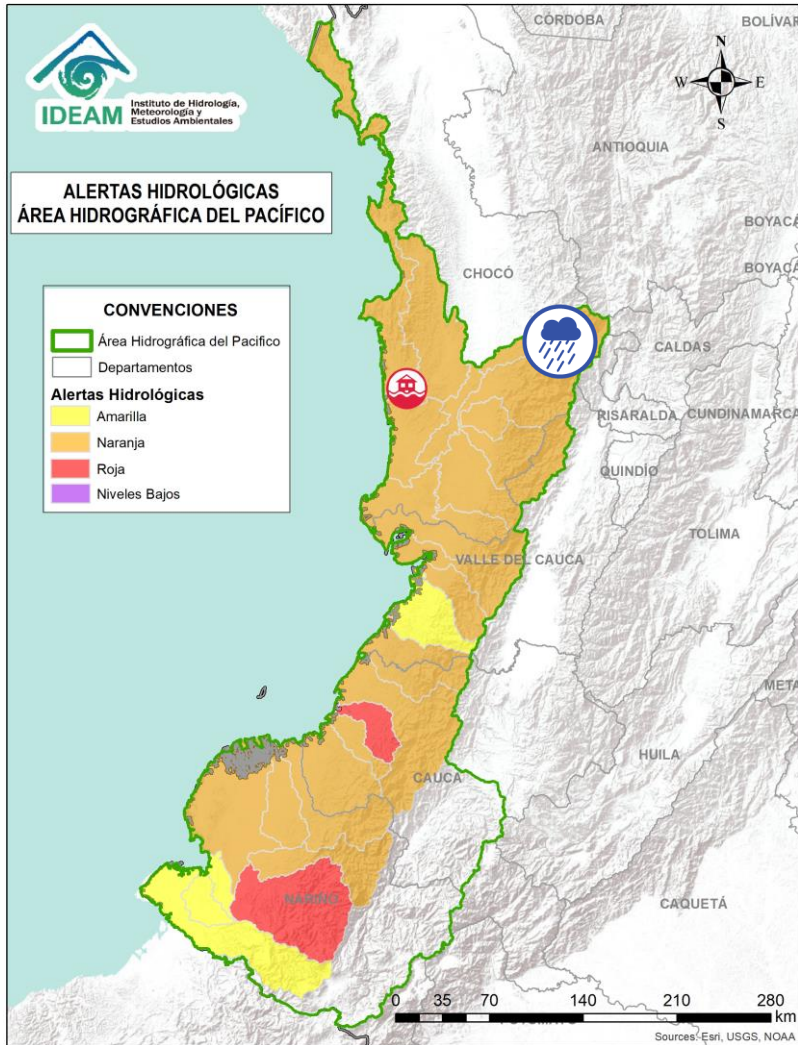 IDEAM
Instituto de Hidrología,
Meteorología y
Estudios Ambientales
ALERTAS HIDROLÓGICAS
ÁREA HIDROGRÁFICA DEL PACÍFICO
CONVENCIONES
Área Hidrográfica del Pacifico
Departamentos
Alertas Hidrológicas
Amarilla
Naranja
Roja
Niveles Bajos
N
W
E
S
CÓRDOBA
BOLÍVAR
ANTIOQUIA
BOYACÁ
BOYACÁ
CHOCÓ
CALDAS
RISARALDA
CUNDINAMARCA
QUINDÍO
TOLIMA
VALLE DEL CAUCA
META
HUILA
CAUCA
NARIÑO
CAQUETÁ
0 35 70 140 210 280
km
Sources: Esri, USGS, NOAA